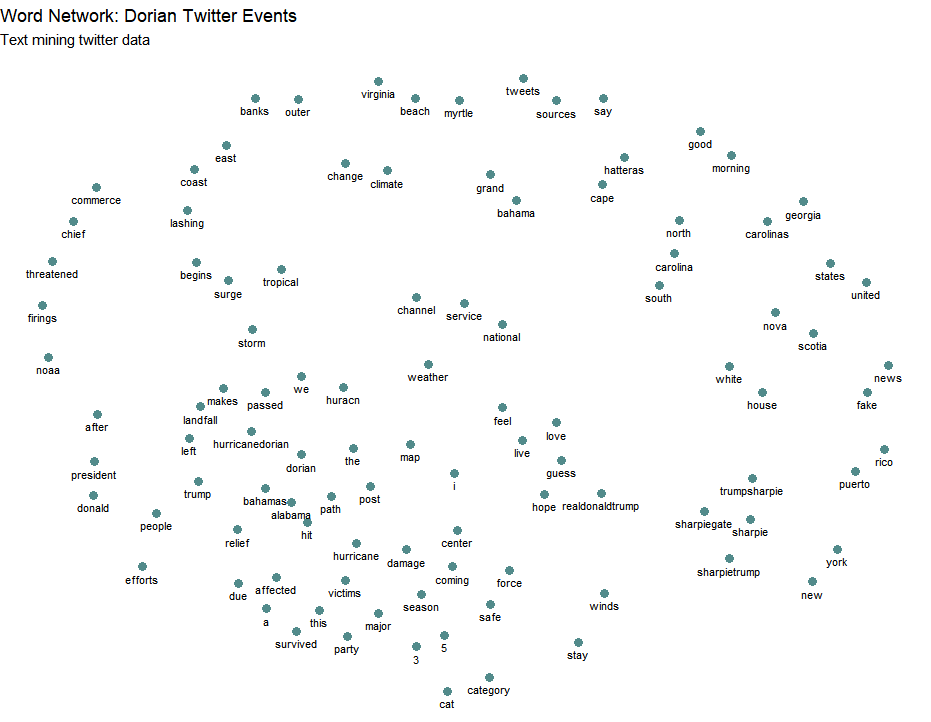 Word Network: Dorian Twitter Events
Text mining twitter data
virginia
tweets
banks
outer
beach
myrtle
sources
say
good
east
morning
change
climate
hatteras
coast
grand
cape
commerce
bahama
georgia
lashing
chief
north
carolinas
threatened
begins
surge
tropical
carolina
states
south
united
firings
channel
service
national
nova
storm
scotia
noaa
weather
white
news
makes
passed
we
huracn
house
fake
landfall
after
feel
love
left
hurricanedorian
live
dorian
the
map
guess
rico
president
i
puerto
trump
trumpsharpie
donald
bahamas
alabama
path
post
hope
realdonaldtrump
people
hit
sharpiegate
sharpie
relief
hurricane
damage
center
york
efforts
coming
force
sharpietrump
due
affected
victims
season
safe
winds
new
a
this
major
survived
party
3
5
stay
cat
category